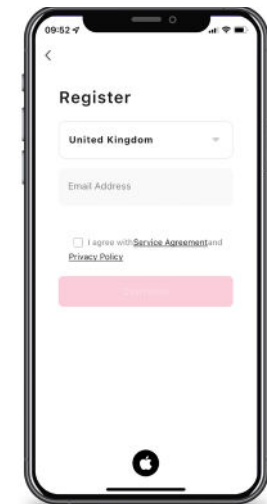 09:52
Register
United Kingdom
Email Address
I agree with Service Agreement and
Privacy Policy